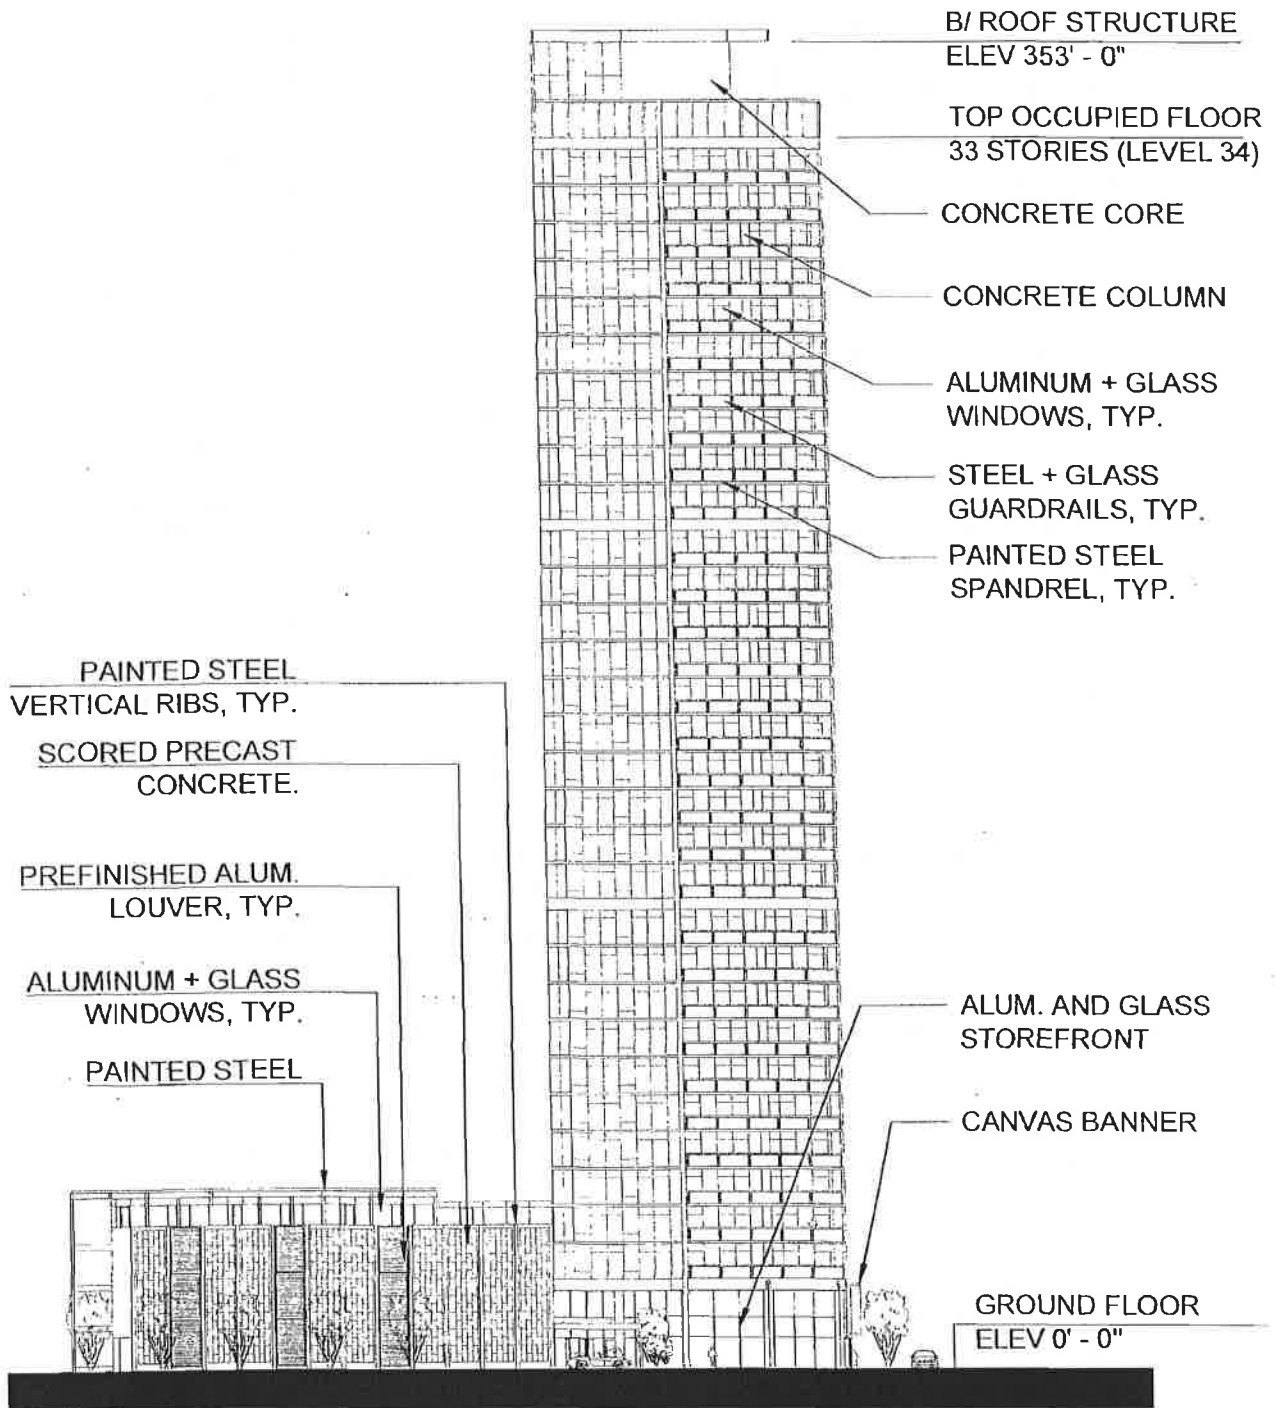 B/ ROOF STRUCTURE
ELEV 353' - 0"
TOP OCCUPIED FLOOR
33 STORIES (LEVEL 34)
CONCRETE CORE
CONCRETE COLUMN
ALUMINUM + GLASS
WINDOWS, TYP.
STEEL + GLASS
GUARDRAILS, TYP.
PAINTED STEEL
SPANDREL, TYP.
PAINTED STEEL
VERTICAL RIBS, TYP.
SCORED PRECAST
CONCRETE.
PREFINISHED ALUM.
LOUVER, TYP.
ALUMINUM + GLASS
WINDOWS, TYP.
PAINTED STEEL
ALUM. AND GLASS
STOREFRONT
CANVAS BANNER
GROUND FLOOR
ELEV 0' - 0"